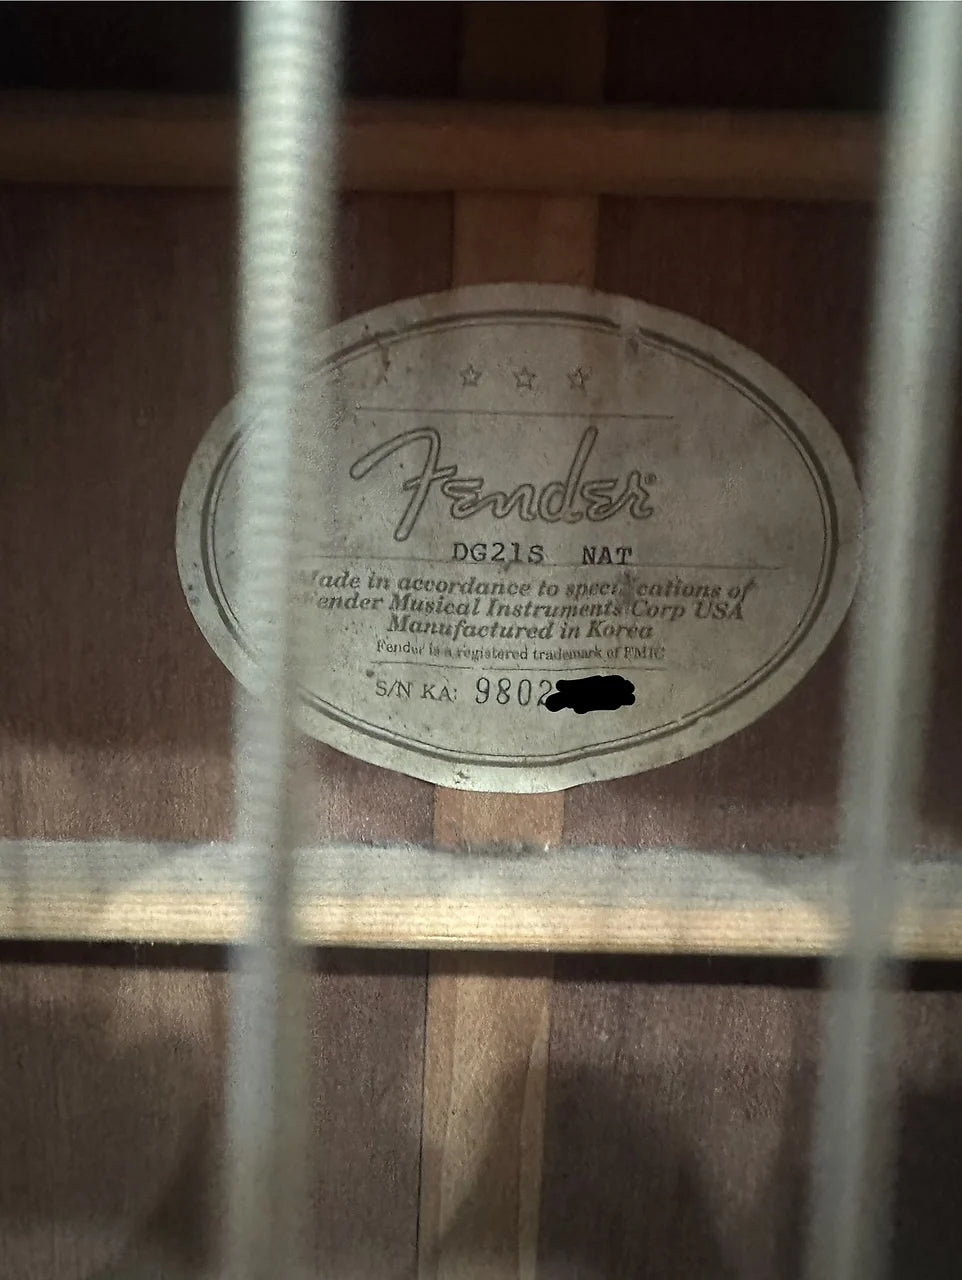 Fender®
DG21S NAT
Made in accordance to specifications of
Fender Musical Instruments Corp USA
Manufactured in Korea
Fender is a registered trademark of FMIC
S/N KA: 9802